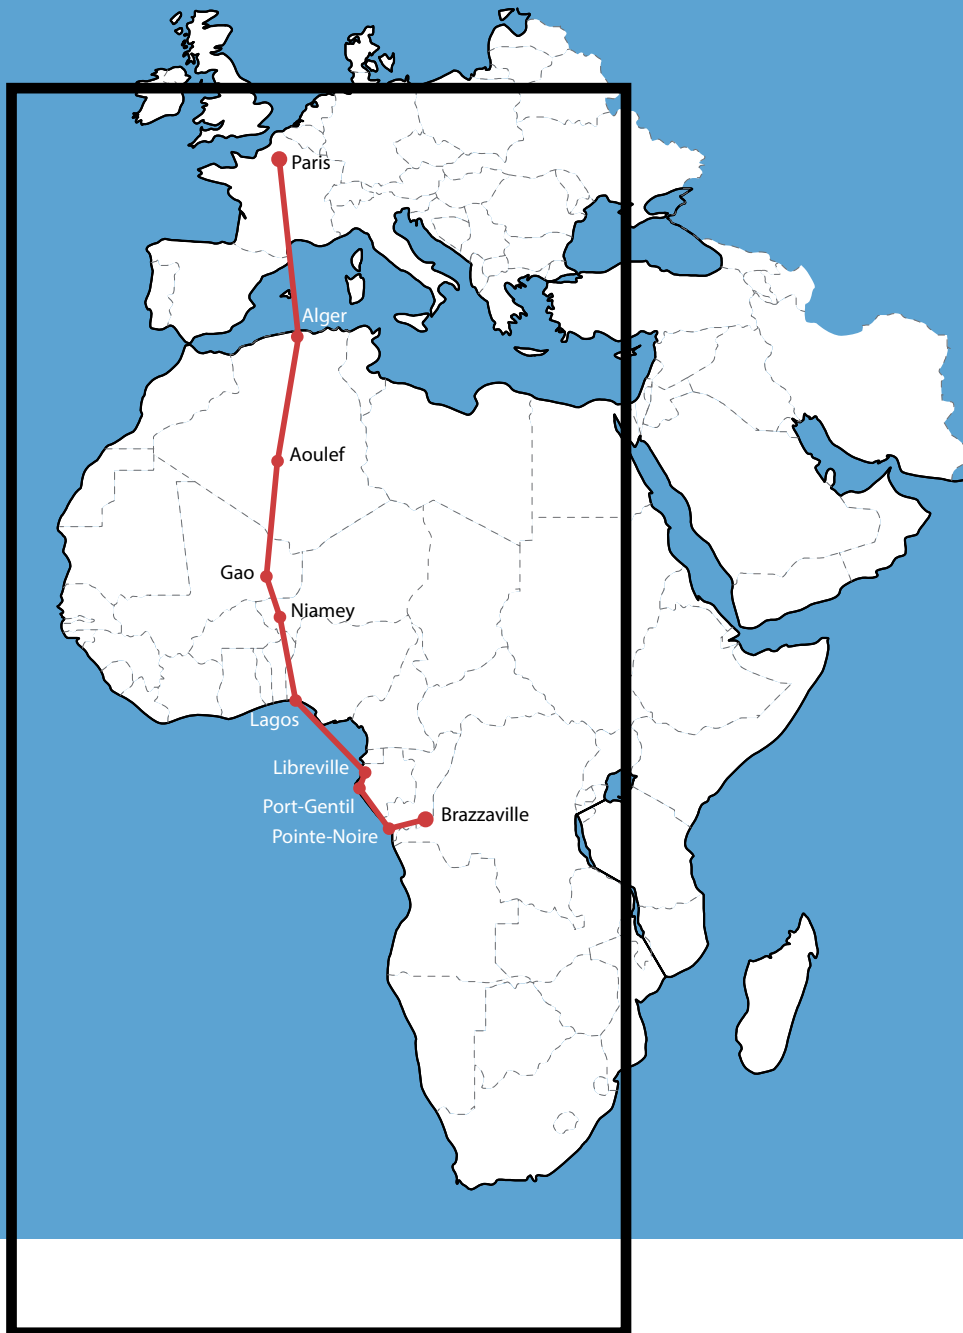 Paris
Alger
Aoulef
Gao
Niamey
Lagos
Libreville
Port-Gentil
Brazzaville
Pointe-Noire